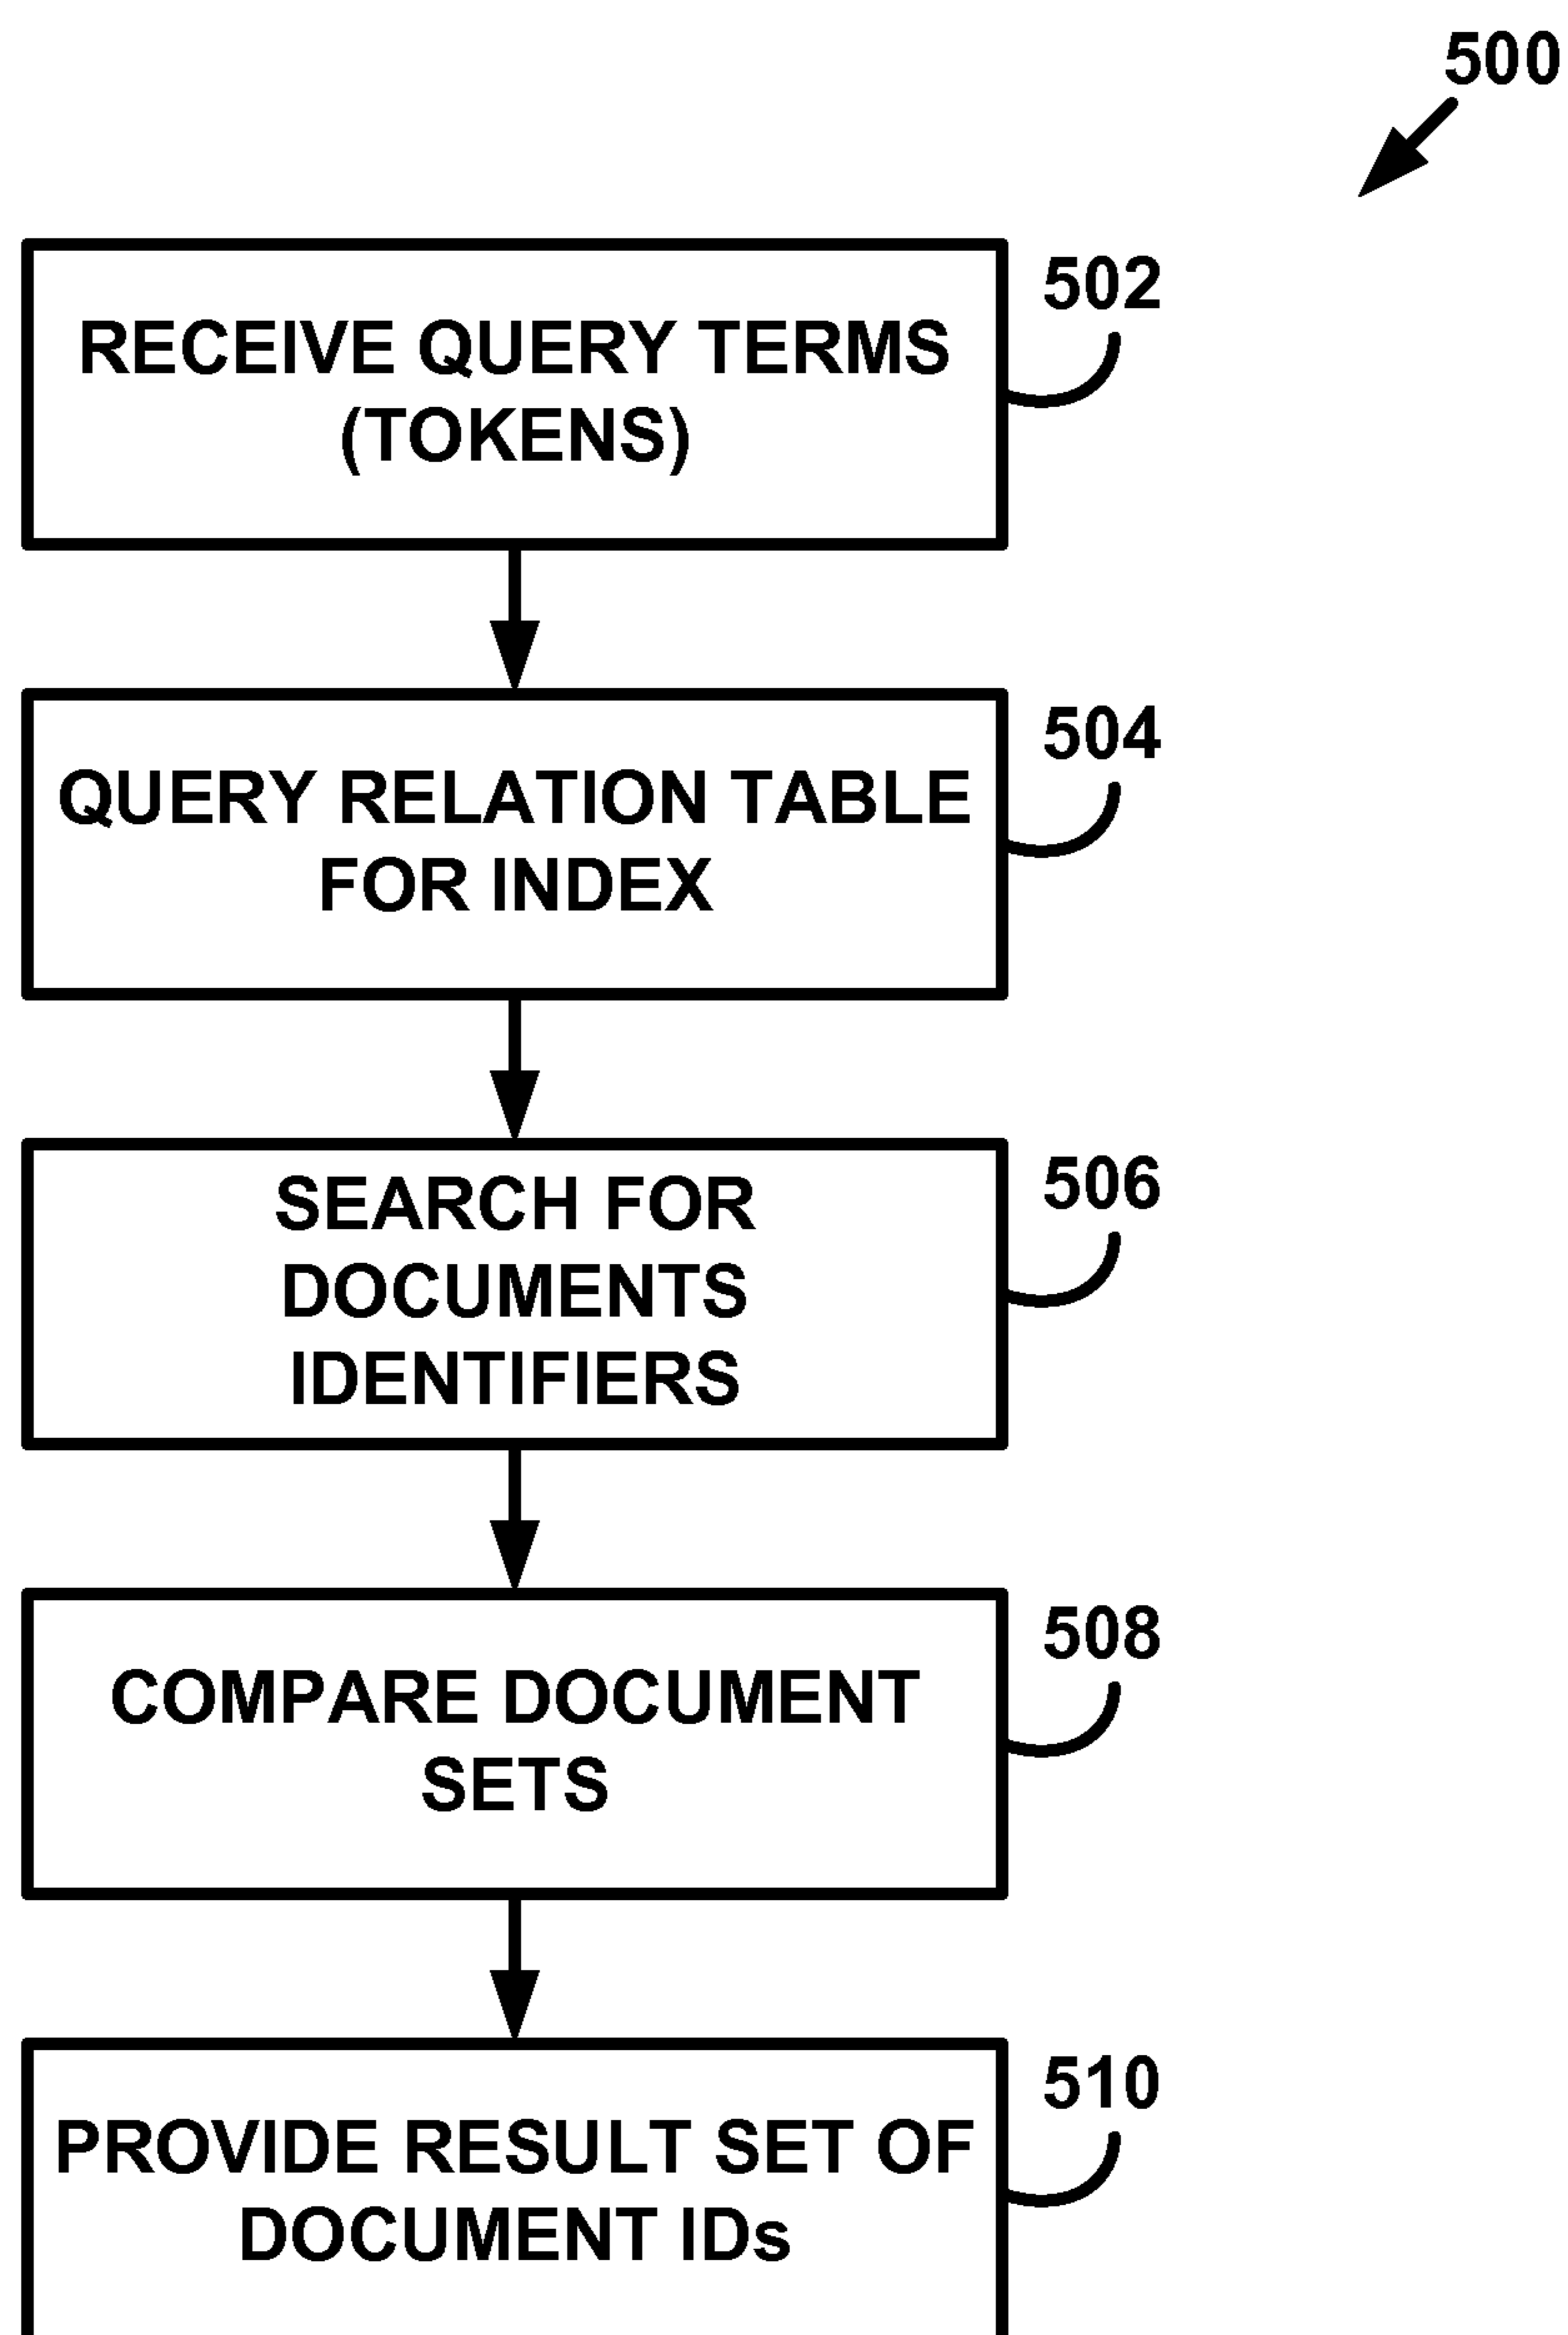 500
502
RECEIVE QUERY TERMS
(TOKENS)
504
QUERY RELATION TABLE
FOR INDEX
506
SEARCH FOR
DOCUMENTS
IDENTIFIERS
508
COMPARE DOCUMENT
SETS
510
PROVIDE RESULT SET OF
DOCUMENT IDs